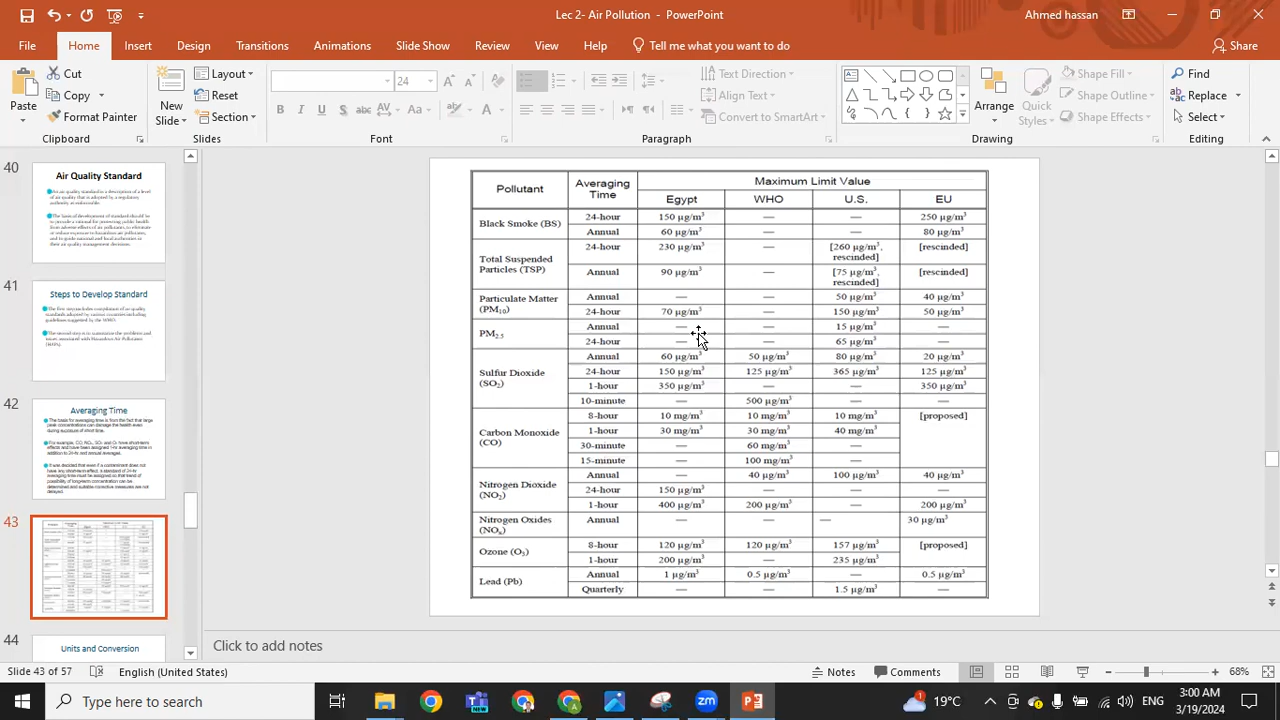 Lec 2- Air Pollution - PowerPoint
Ahmed hassan
File Home Insert Design Transitions Animations Slide Show Review View Help Tell me what you want to do
Share
Paste
Cut
Copy
Format Painter
Clipboard
New Slide
Layout
Reset
Section
Slides
24
B I U S abc AV Aa A
Font
Text Direction
Align Text
Convert to SmartArt
Paragraph
Arrange
Quick Styles
Shape Fill
Shape Outline
Shape Effects
Drawing
Find
Replace
Select
Editing
40
Air Quality Standard
41
Steps to Develop Standard
42
Averaging Time
43
44
Units and Conversion
Pollutant Averaging Time Maximum Limit Value
Egypt WHO U.S. EU
Black Smoke (BS) 24-hour 150 µg/m³ — — 250 µg/m³
Annual 60 µg/m³ — — 80 µg/m³
Total Suspended Particles (TSP) 24-hour 230 µg/m³ — [260 µg/m³, rescinded] [rescinded]
Annual 90 µg/m³ — [75 µg/m³, rescinded] [rescinded]
Particulate Matter (PM₁₀) Annual — — 50 µg/m³ 40 µg/m³
24-hour 70 µg/m³ — 150 µg/m³ 50 µg/m³
PM₂.₅ Annual — — 15 µg/m³ —
24-hour — — 65 µg/m³ —
Sulfur Dioxide (SO₂) Annual 60 µg/m³ 50 µg/m³ 80 µg/m³ 20 µg/m³
24-hour 150 µg/m³ 125 µg/m³ 365 µg/m³ 125 µg/m³
1-hour 350 µg/m³ — — 350 µg/m³
10-minute — 500 µg/m³ — —
Carbon Monoxide (CO) 8-hour 10 mg/m³ 10 mg/m³ 10 mg/m³ [proposed]
1-hour 30 mg/m³ 30 mg/m³ 40 mg/m³
30-minute — 60 mg/m³ —
15-minute — 100 mg/m³ —
Nitrogen Dioxide (NO₂) Annual — 40 µg/m³ 100 µg/m³ 40 µg/m³
24-hour 150 µg/m³ — — —
1-hour 400 µg/m³ 200 µg/m³ — 200 µg/m³
Nitrogen Oxides (NOₓ) Annual — — — 30 µg/m³
Ozone (O₃) 8-hour 120 µg/m³ 120 µg/m³ 157 µg/m³ [proposed]
1-hour 200 µg/m³ — 235 µg/m³
Lead (Pb) Annual 1 µg/m³ 0.5 µg/m³ — 0.5 µg/m³
Quarterly — — 1.5 µg/m³ —
Click to add notes
Slide 43 of 57 English (United States) Notes Comments 68%
Type here to search
19°C ENG
3:00 AM
3/19/2024